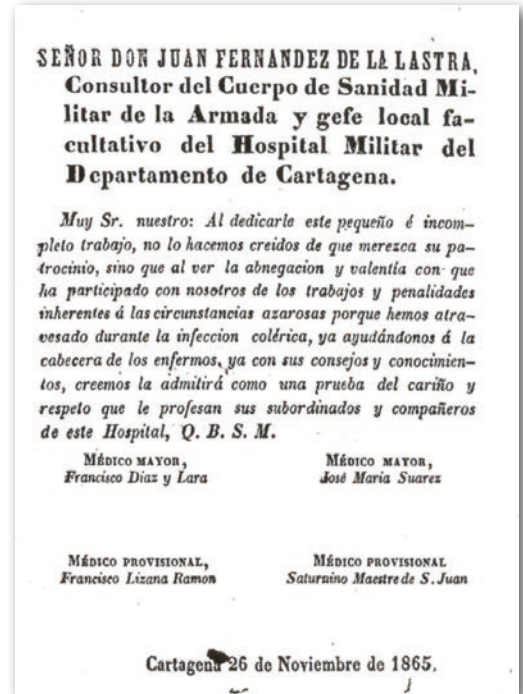 SEÑOR DON JUAN FERNANDEZ DE LA LASTRA,
Consultor del Cuerpo de Sanidad Mi-
litar de la Armada y gefe local fa-
cultativo del Hospital Militar del
Departamento de Cartagena.
Muy Sr. nuestro: Al dedicarle este pequeño é incom-
pleto trabajo, no lo hacemos creidos de que merezca su pa-
trocinio, sino que al ver la abnegacion y valentía con que
ha participado con nosotros de los trabajos y penalidades
inherentes á las circunstancias azarosas porque hemos atra-
vesado durante la infeccion colérica, ya ayudándonos á la
cabecera de los enfermos, ya con sus consejos y conocimien-
tos, creemos la admitirá como una prueba del cariño y
respeto que le profesan sus subordinados y compañeros
de este Hospital, Q. B. S. M.
MÉDICO MAYOR, MÉDICO MAYOR,
Francisco Diaz y Lara José Maria Suarez
MÉDICO PROVISIONAL, MÉDICO PROVISIONAL
Francisco Lizana Ramon Saturnino Maestre de S. Juan
Cartagena 26 de Noviembre de 1865.